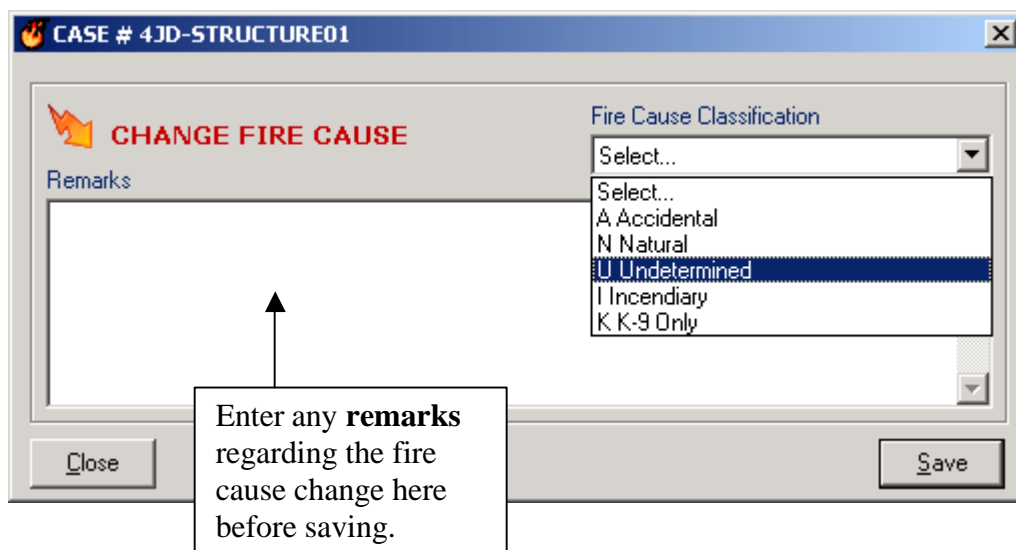 CASE # 4JD-STRUCTURE01
CHANGE FIRE CAUSE
Fire Cause Classification
Select...
Remarks
Select...
A Accidental
N Natural
U Undetermined
I Incendiary
K K-9 Only
Enter any remarks
regarding the fire
cause change here
before saving.
Close
Save